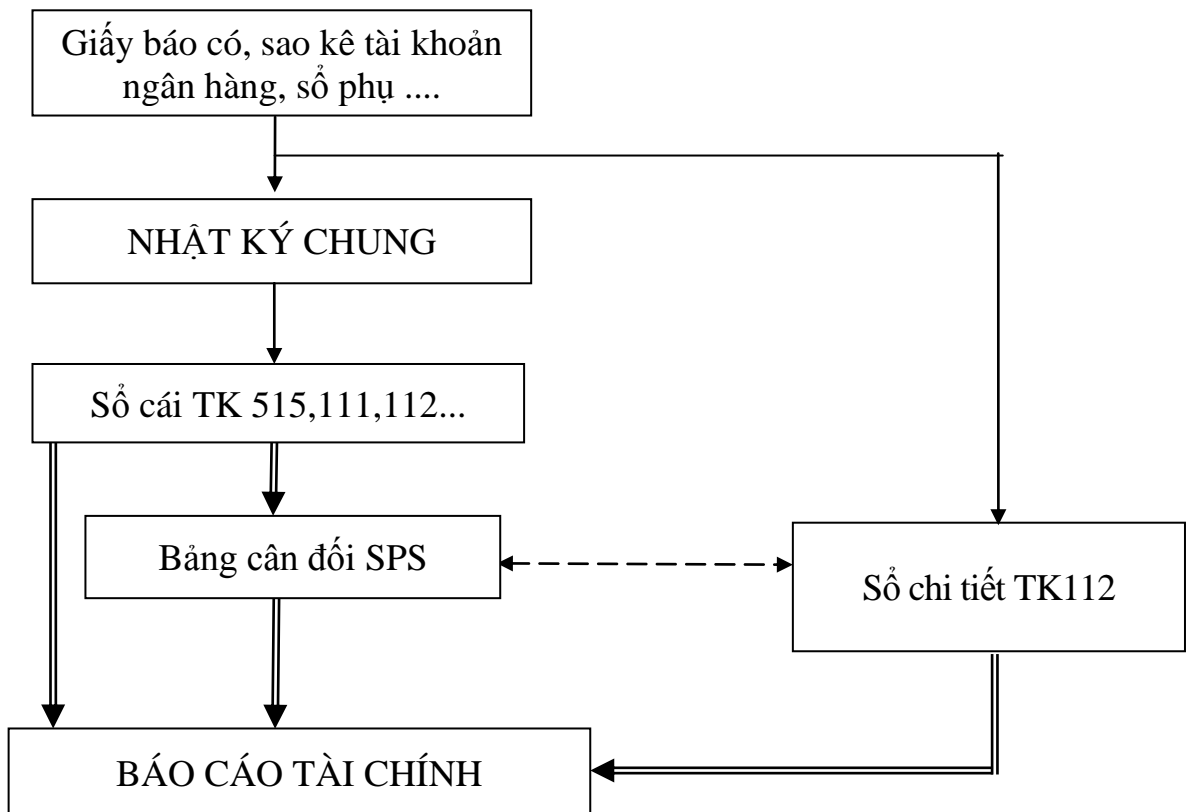 Giấy báo có, sao kê tài khoản
ngân hàng, sổ phụ ....
NHẬT KÝ CHUNG
Sổ cái TK 515,111,112...
Bảng cân đối SPS
Sổ chi tiết TK112
BÁO CÁO TÀI CHÍNH